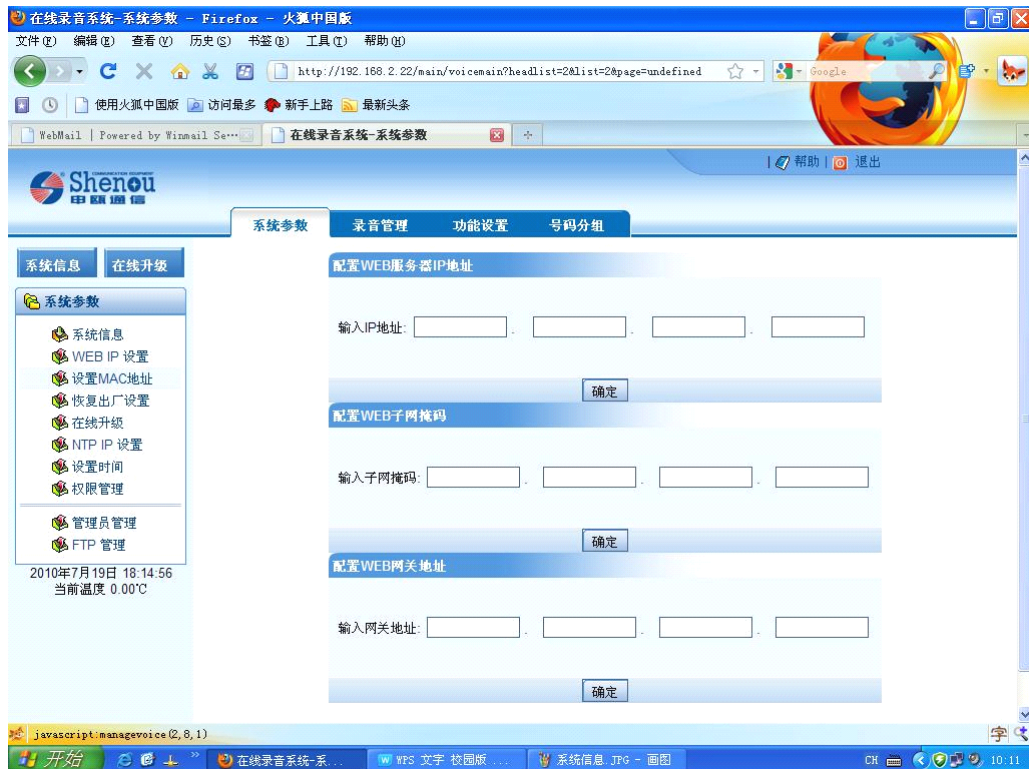 在线录音系统-系统参数 - Firefox - 火狐中国版
文件(F) 编辑(E) 查看(V) 历史(S) 书签(B) 工具(T) 帮助(H)
http://192.168.2.22/main/voicemain?headlist=2&list=2&page=undefined
Google
使用火狐中国版 访问最多 新手上路 最新头条
WebMail | Powered by Winmail Se…
在线录音系统-系统参数
帮助 | 退出
Shenou
申瓯通信
系统参数 录音管理 功能设置 号码分组
系统信息 在线升级
系统参数
系统信息
WEB IP 设置
设置MAC地址
恢复出厂设置
在线升级
NTP IP 设置
设置时间
权限管理
管理员管理
FTP 管理
2010年7月19日 18:14:56
当前温度 0.00℃
配置WEB服务器IP地址
输入IP地址: . . .
确定
配置WEB子网掩码
输入子网掩码: . . .
确定
配置WEB网关地址
输入网关地址: . . .
确定
javascript:managevoice(2,8,1)
字
开始
在线录音系统-系...
WPS 文字 校园版 ...
系统信息.JPG - 画图
CH
10:11